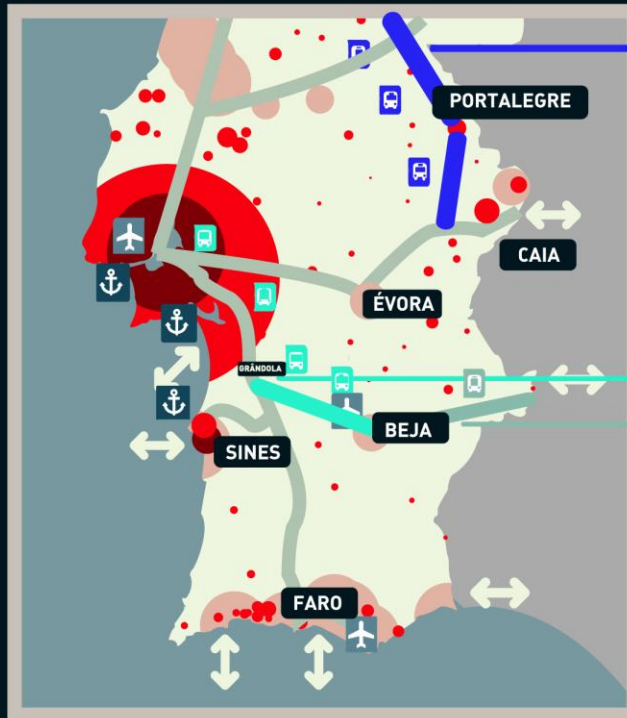 PORTALEGRE
CAIA
ÉVORA
GRÂNDOLA
BEJA
SINES
FARO